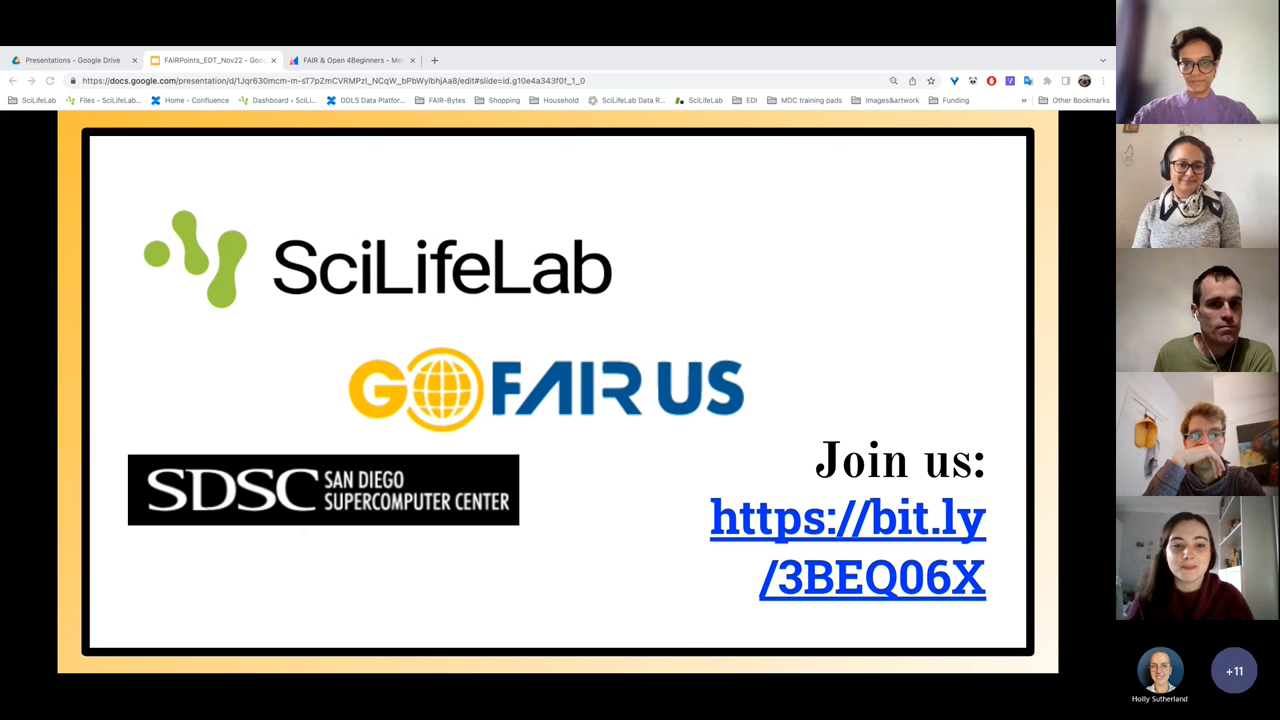 Presentations - Google Drive
FAIRPoints_EDT_Nov22 - Goo
FAIR & Open 4Beginners - Me
https://docs.google.com/presentation/d/1Jqr630mcm-m-sT7pZmCVRMPzI_NCqW_bPbWylbhjAa8/edit#slide=id.g10e4a343f0f_1_0
SciLifeLab
Files - SciLifeLab...
Home - Confluence
Dashboard ‹ SciLi...
DDLS Data Platfor...
FAIR-Bytes
Shopping
Household
SciLifeLab Data R...
SciLifeLab
EDI
MDC training pads
Images&artwork
Funding
»
Other Bookmarks
SciLifeLab
GO FAIR US
SDSC SAN DIEGO
SUPERCOMPUTER CENTER
Join us:
https://bit.ly
/3BEQ06X
+11
Holly Sutherland